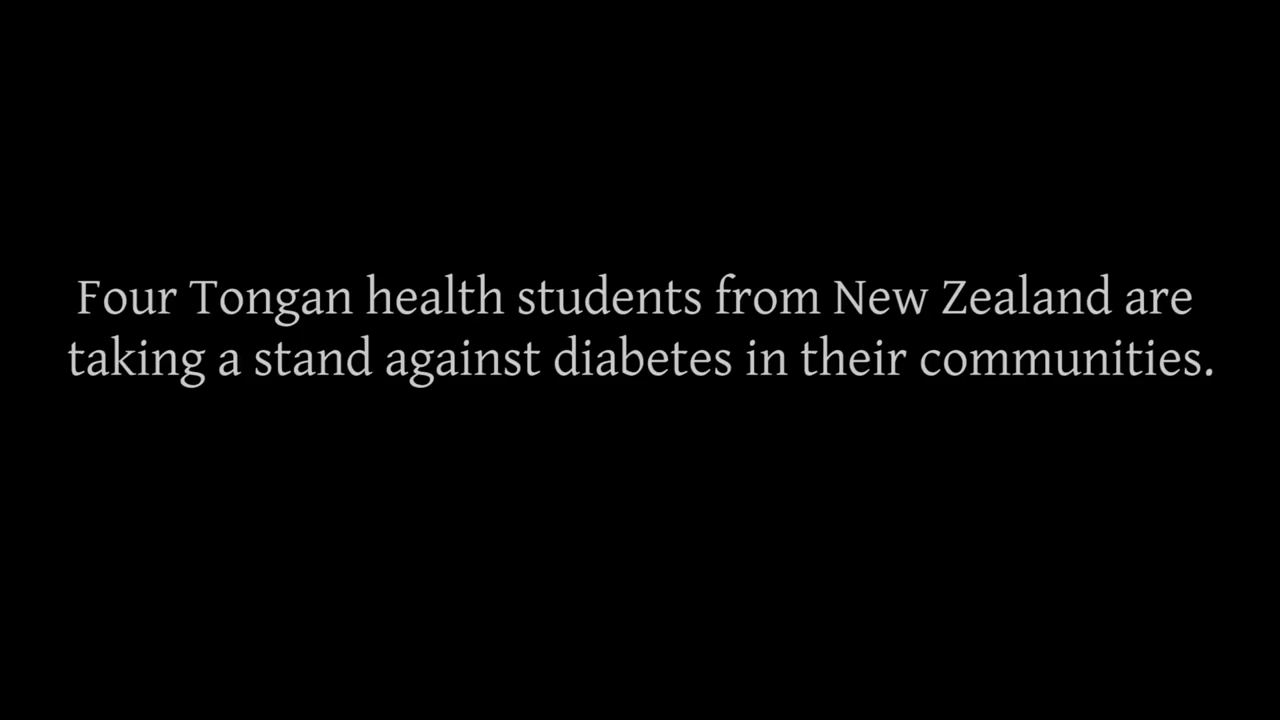 Four Tongan health students from New Zealand are
taking a stand against diabetes in their communities.